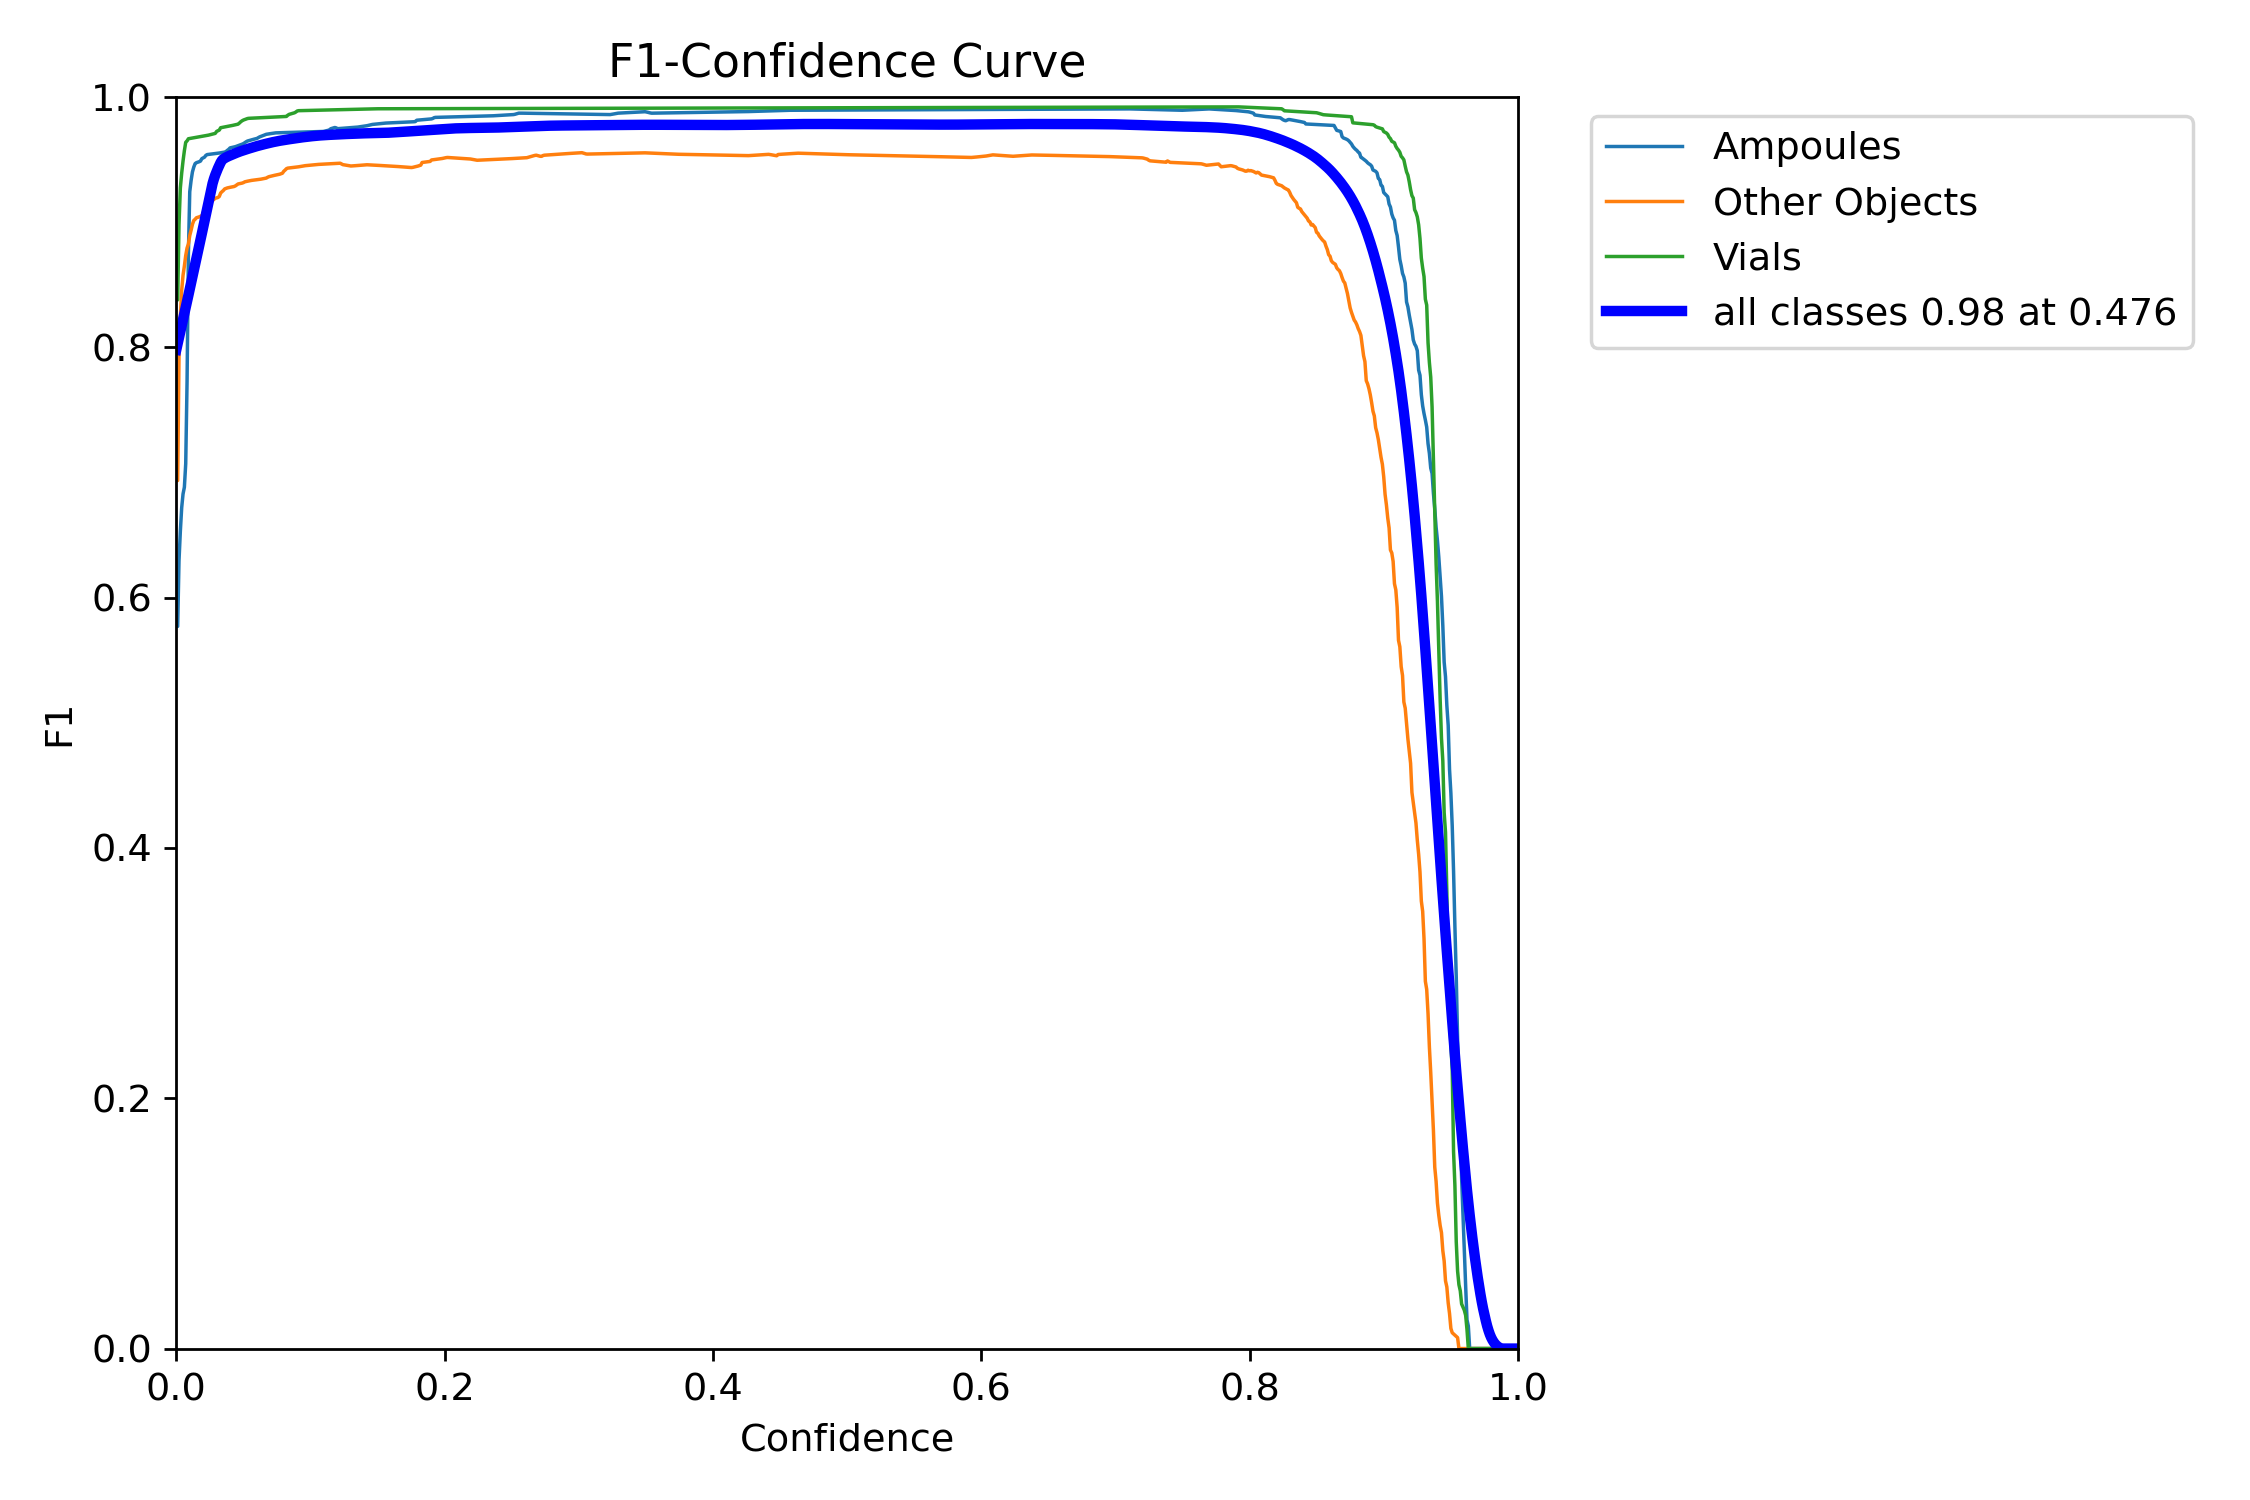 F1-Confidence Curve
1.0
0.8
0.6
0.4
0.2
0.0
F1
0.0 0.2 0.4 0.6 0.8 1.0
Confidence
Ampoules
Other Objects
Vials
all classes 0.98 at 0.476